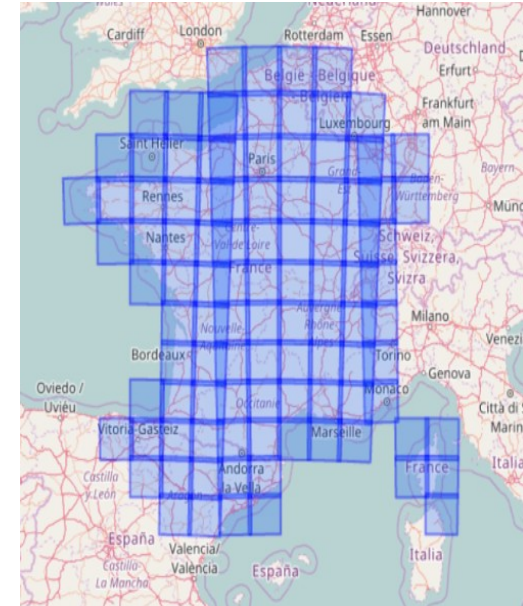 Hannover
Cardiff
London
Rotterdam
Essen
Deutschland
België - Belgique
- Belgien
Erfurt
Frankfurt
am Main
Luxembourg
Saint Helier
Paris
Grand-
Est
Baden-
Württemberg
Bayern
Rennes
Nantes
Centre-
Val de Loire
France
Schweiz,
Suisse, Svizzera,
Svizra
Nouvelle-
Auvergne-
Rhône-
Alpes
Milano
Bordeaux
Torino
Genova
Monaco
Oviedo /
Uviéu
Occitanie
Vitoria-Gasteiz
Marseille
Città di
Castilla
y León
Andorra
la Vella
France
España
Castilla-
La Mancha
Valencia/
València
España
Italia